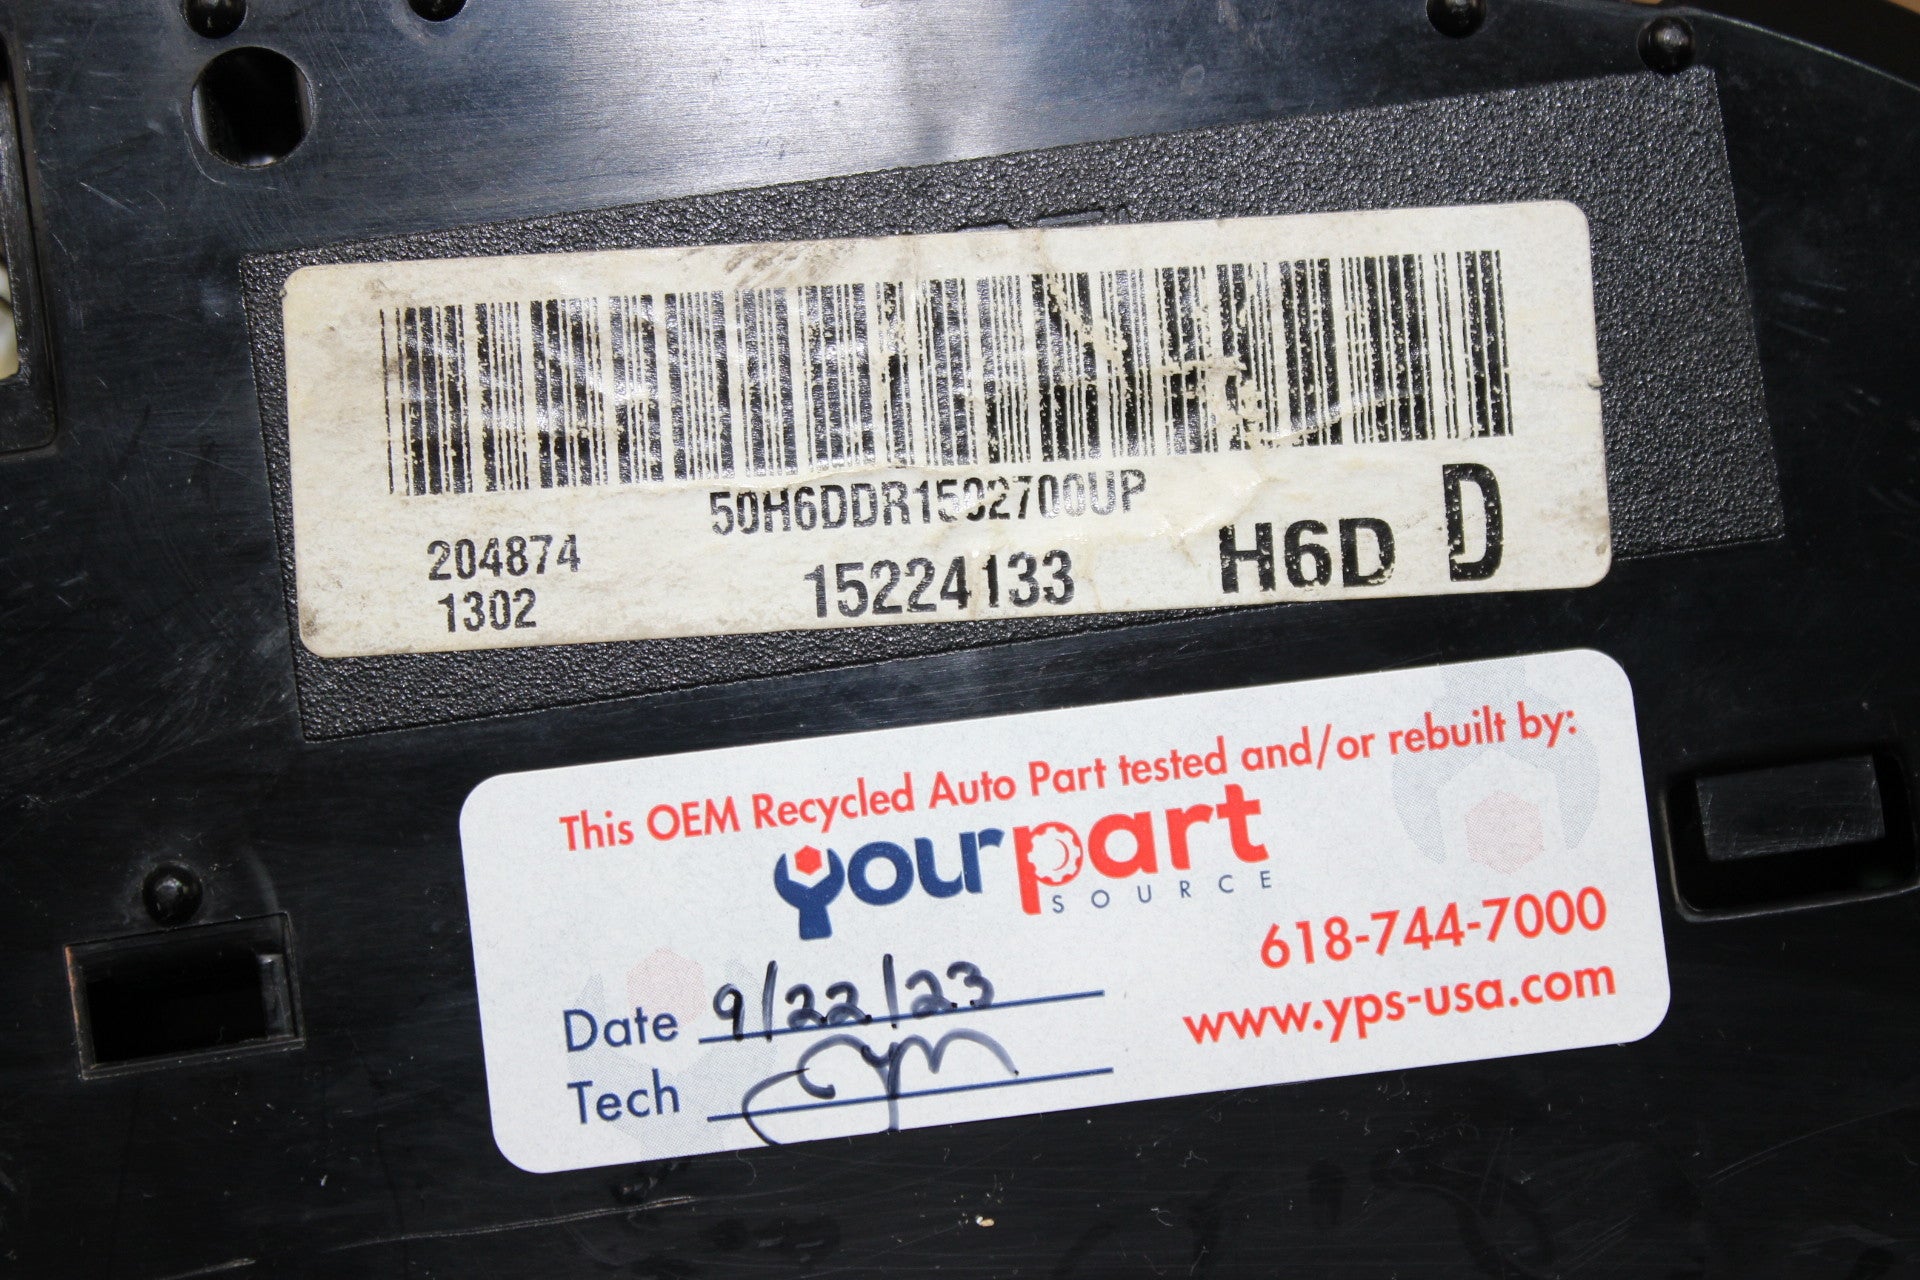 50H6DDR1502700UP
204874
1302
15224133
H6D D
This OEM Recycled Auto Part tested and/or rebuilt by:
yourpart
SOURCE
618-744-7000
www.yps-usa.com
Date 9/22/23
Tech